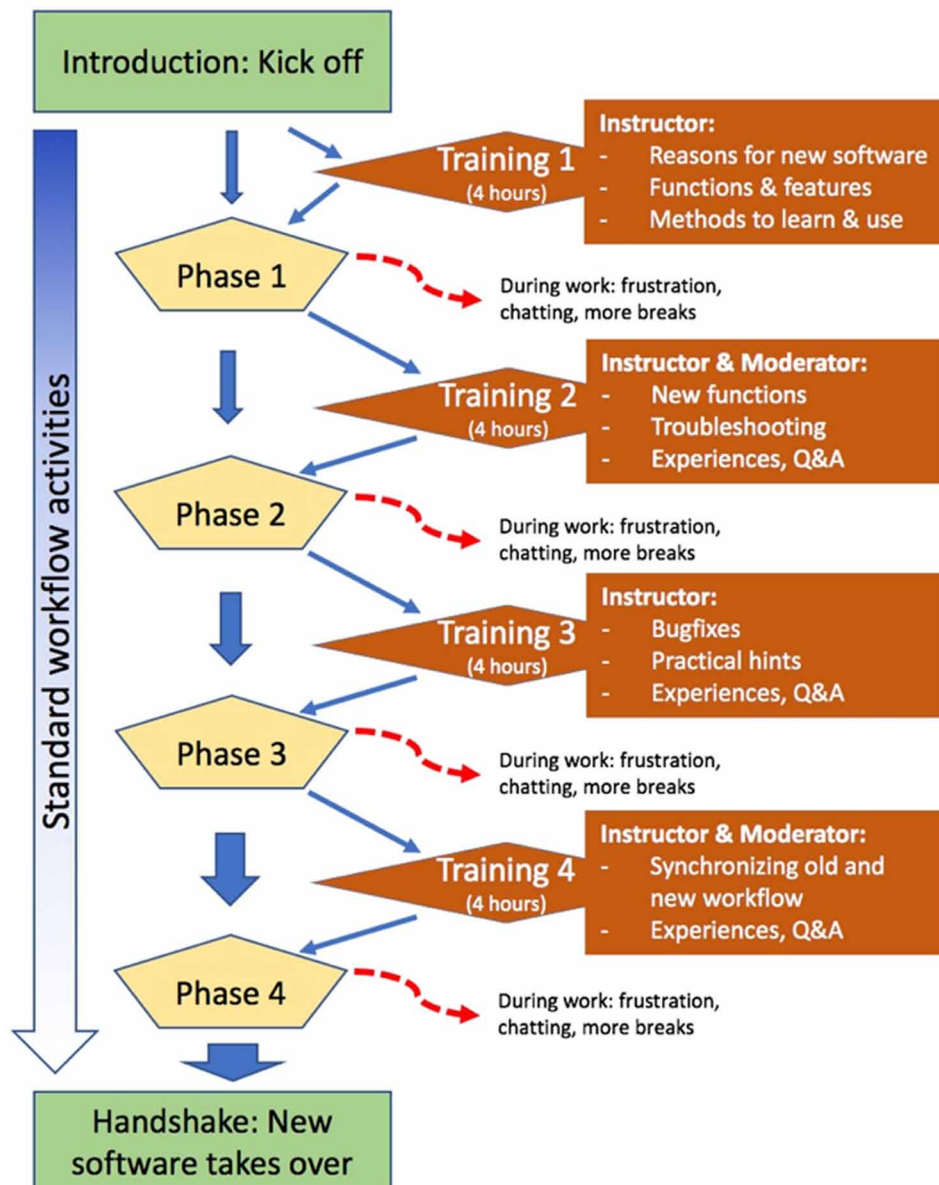 Introduction: Kick off
Training 1
(4 hours)
Instructor:
- Reasons for new software
- Functions & features
- Methods to learn & use
Phase 1
During work: frustration,
chatting, more breaks
Training 2
(4 hours)
Instructor & Moderator:
- New functions
- Troubleshooting
- Experiences, Q&A
Phase 2
During work: frustration,
chatting, more breaks
Training 3
(4 hours)
Instructor:
- Bugfixes
- Practical hints
- Experiences, Q&A
Phase 3
During work: frustration,
chatting, more breaks
Training 4
(4 hours)
Instructor & Moderator:
- Synchronizing old and
new workflow
- Experiences, Q&A
Phase 4
During work: frustration,
chatting, more breaks
Standard workflow activities
Handshake: New
software takes over